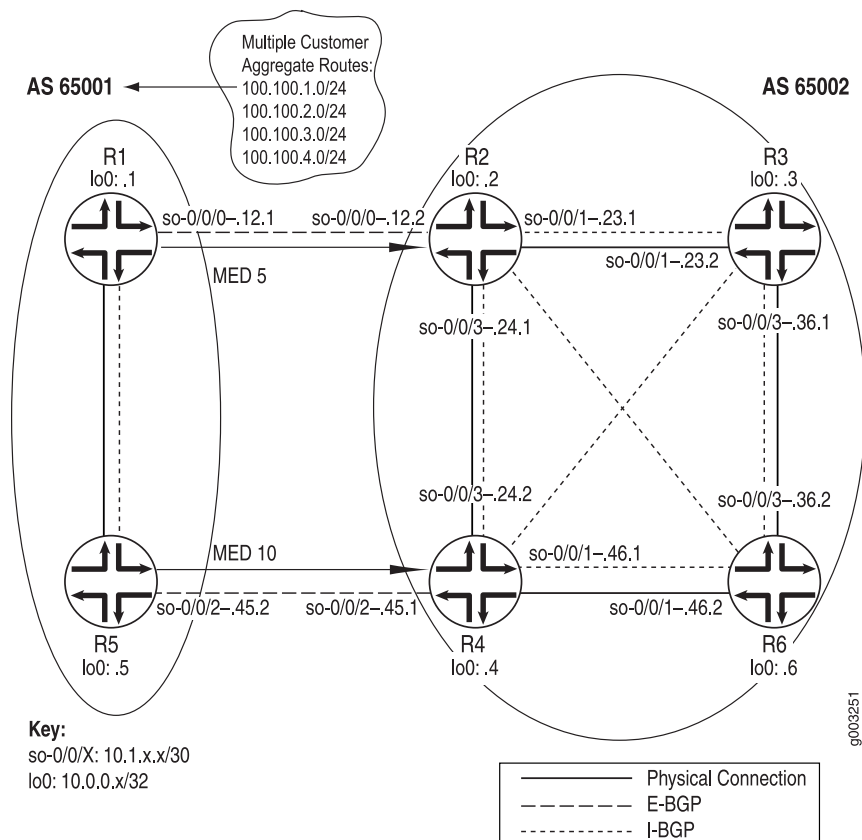 Multiple Customer
Aggregate Routes:
100.100.1.0/24
100.100.2.0/24
100.100.3.0/24
100.100.4.0/24
AS 65001
AS 65002
R1
lo0: .1
R2
lo0: .2
R3
lo0: .3
so-0/0/0–.12.1
so-0/0/0–.12.2
so-0/0/1–.23.1
MED 5
so-0/0/1–.23.2
so-0/0/3–.24.1
so-0/0/3–.36.1
so-0/0/3–.24.2
so-0/0/3–.36.2
MED 10
so-0/0/1–.46.1
so-0/0/2–.45.2
so-0/0/2–.45.1
so-0/0/1–.46.2
R5
lo0: .5
R4
lo0: .4
R6
lo0: .6
Key:
so-0/0/X: 10.1.x.x/30
lo0: 10.0.0.x/32
g003251
Physical Connection
E-BGP
I-BGP